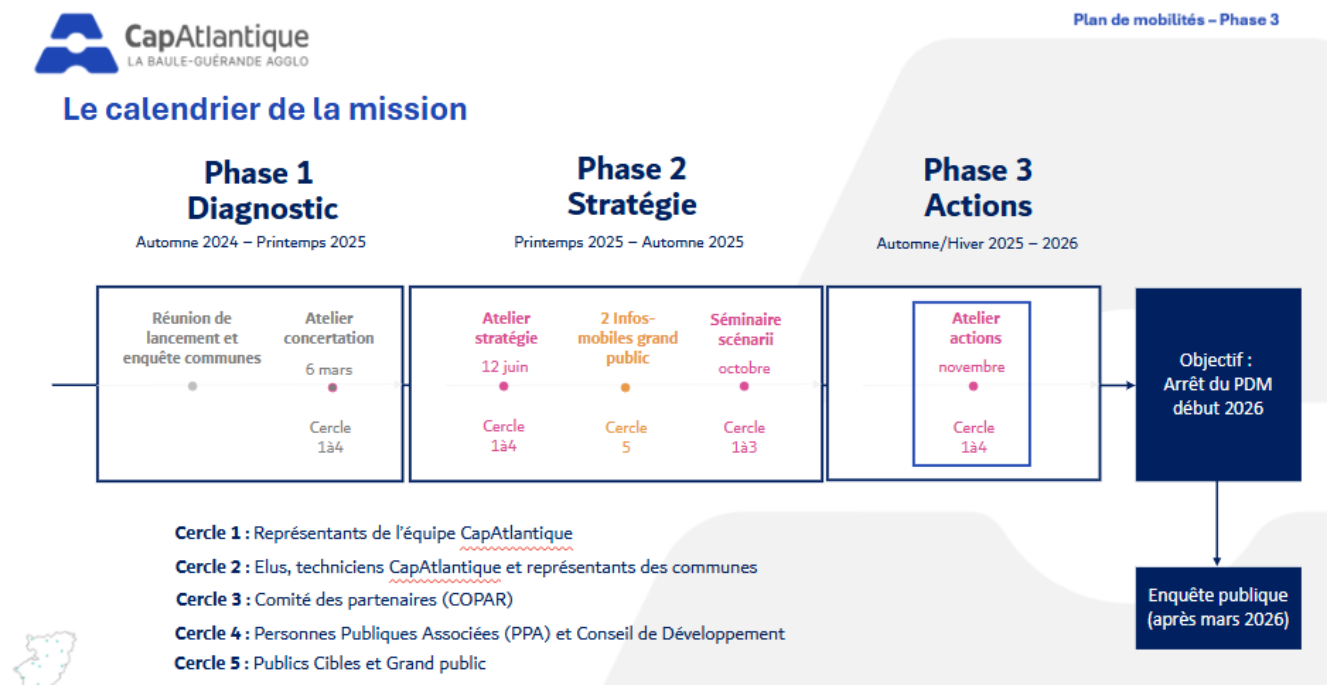 Plan de mobilités – Phase 3
CapAtlantique
LA BAULE-GUÉRANDE AGGLO
Le calendrier de la mission
Phase 1
Diagnostic
Automne 2024 – Printemps 2025
Phase 2
Stratégie
Printemps 2025 – Automne 2025
Phase 3
Actions
Automne/Hiver 2025 – 2026
Réunion de
lancement et
enquête communes
Atelier
concertation
6 mars
Cercle
1à4
Atelier
stratégie
12 juin
Cercle
1à4
2 Infos-
mobiles grand
public
Cercle
5
Séminaire
scénarii
octobre
Cercle
1à3
Atelier
actions
novembre
Cercle
1à4
Objectif :
Arrêt du PDM
début 2026
Enquête publique
(après mars 2026)
Cercle 1 : Représentants de l'équipe CapAtlantique
Cercle 2 : Elus, techniciens CapAtlantique et représentants des communes
Cercle 3 : Comité des partenaires (COPAR)
Cercle 4 : Personnes Publiques Associées (PPA) et Conseil de Développement
Cercle 5 : Publics Cibles et Grand public